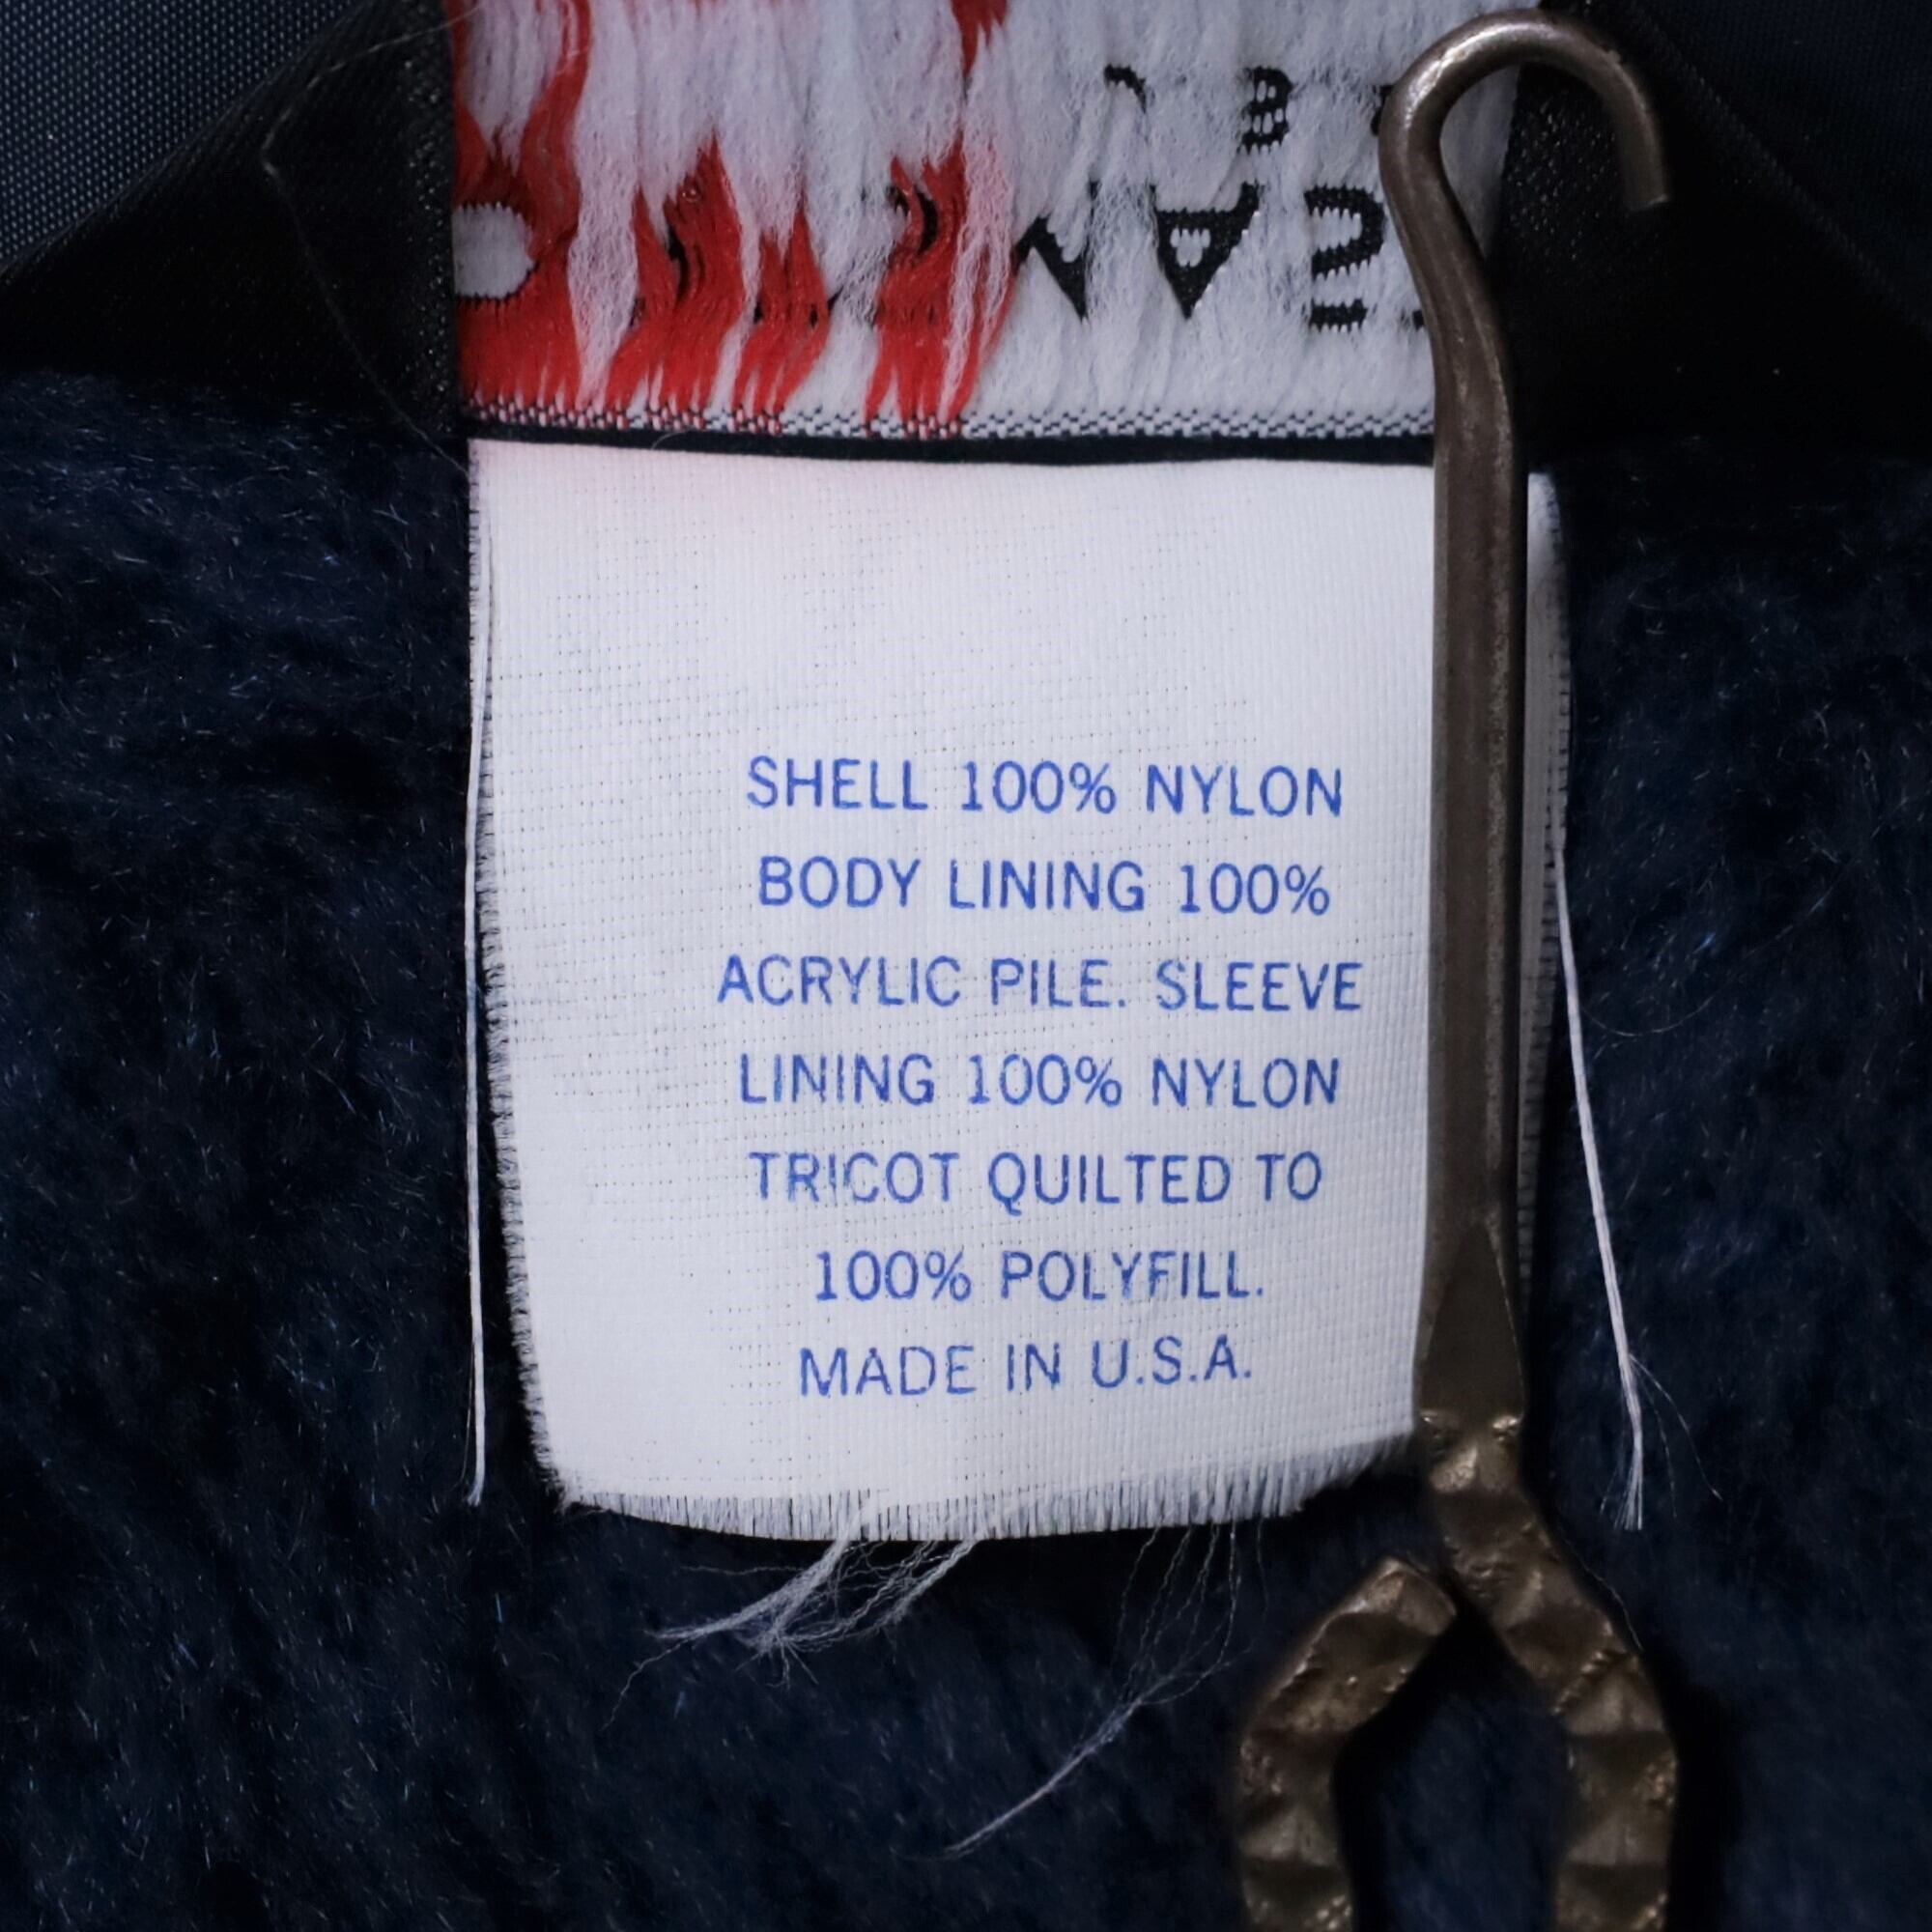 SHELL 100% NYLON
BODY LINING 100%
ACRYLIC PILE. SLEEVE
LINING 100% NYLON
TRICOT QUILTED TO
100% POLYFILL.
MADE IN U.S.A.